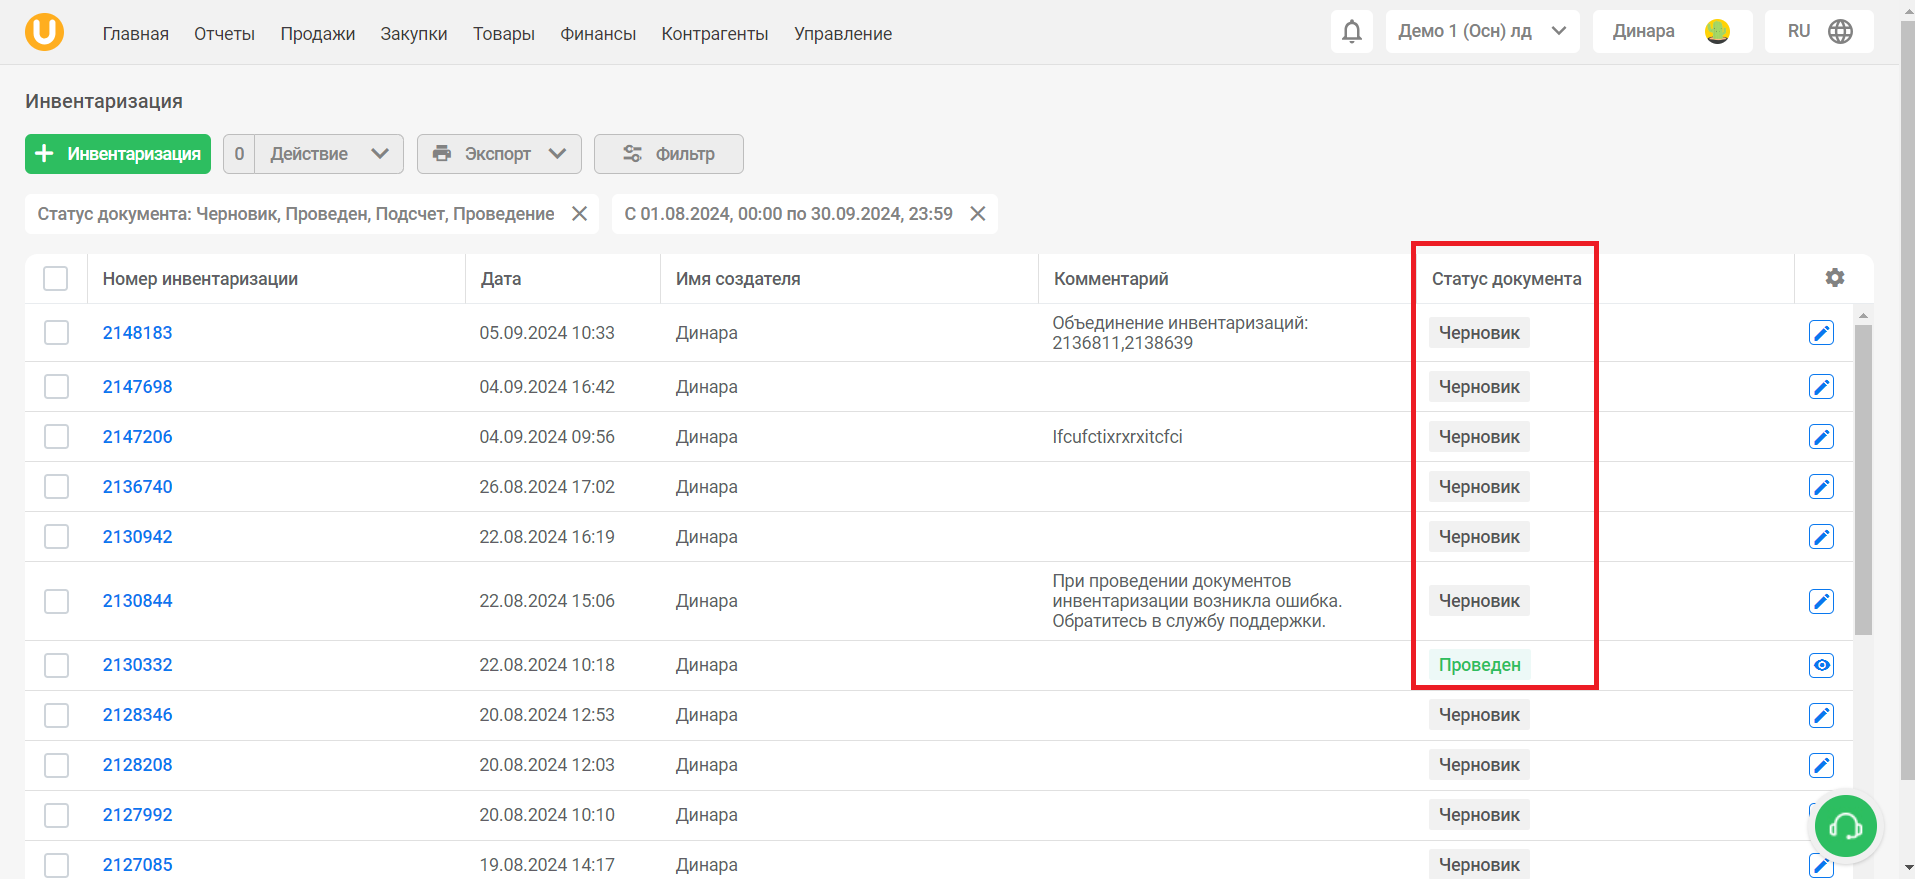 Главная Отчеты Продажи Закупки Товары Финансы Контрагенты Управление Демо 1 (Осн) лд Динара RU
Инвентаризация
Инвентаризация 0 Действие Экспорт Фильтр
Статус документа: Черновик, Проведен, Подсчет, Проведение С 01.08.2024, 00:00 по 30.09.2024, 23:59
Номер инвентаризации Дата Имя создателя Комментарий Статус документа
2148183 05.09.2024 10:33 Динара Объединение инвентаризаций: Черновик
2136811,2138639
2147698 04.09.2024 16:42 Динара Черновик
2147206 04.09.2024 09:56 Динара Ifcufctixrxrxitcfci Черновик
2136740 26.08.2024 17:02 Динара Черновик
2130942 22.08.2024 16:19 Динара Черновик
2130844 22.08.2024 15:06 Динара При проведении документов Черновик
инвентаризации возникла ошибка.
Обратитесь в службу поддержки.
2130332 22.08.2024 10:18 Динара Проведен
2128346 20.08.2024 12:53 Динара Черновик
2128208 20.08.2024 12:03 Динара Черновик
2127992 20.08.2024 10:10 Динара Черновик
2127085 19.08.2024 14:17 Динара Черновик